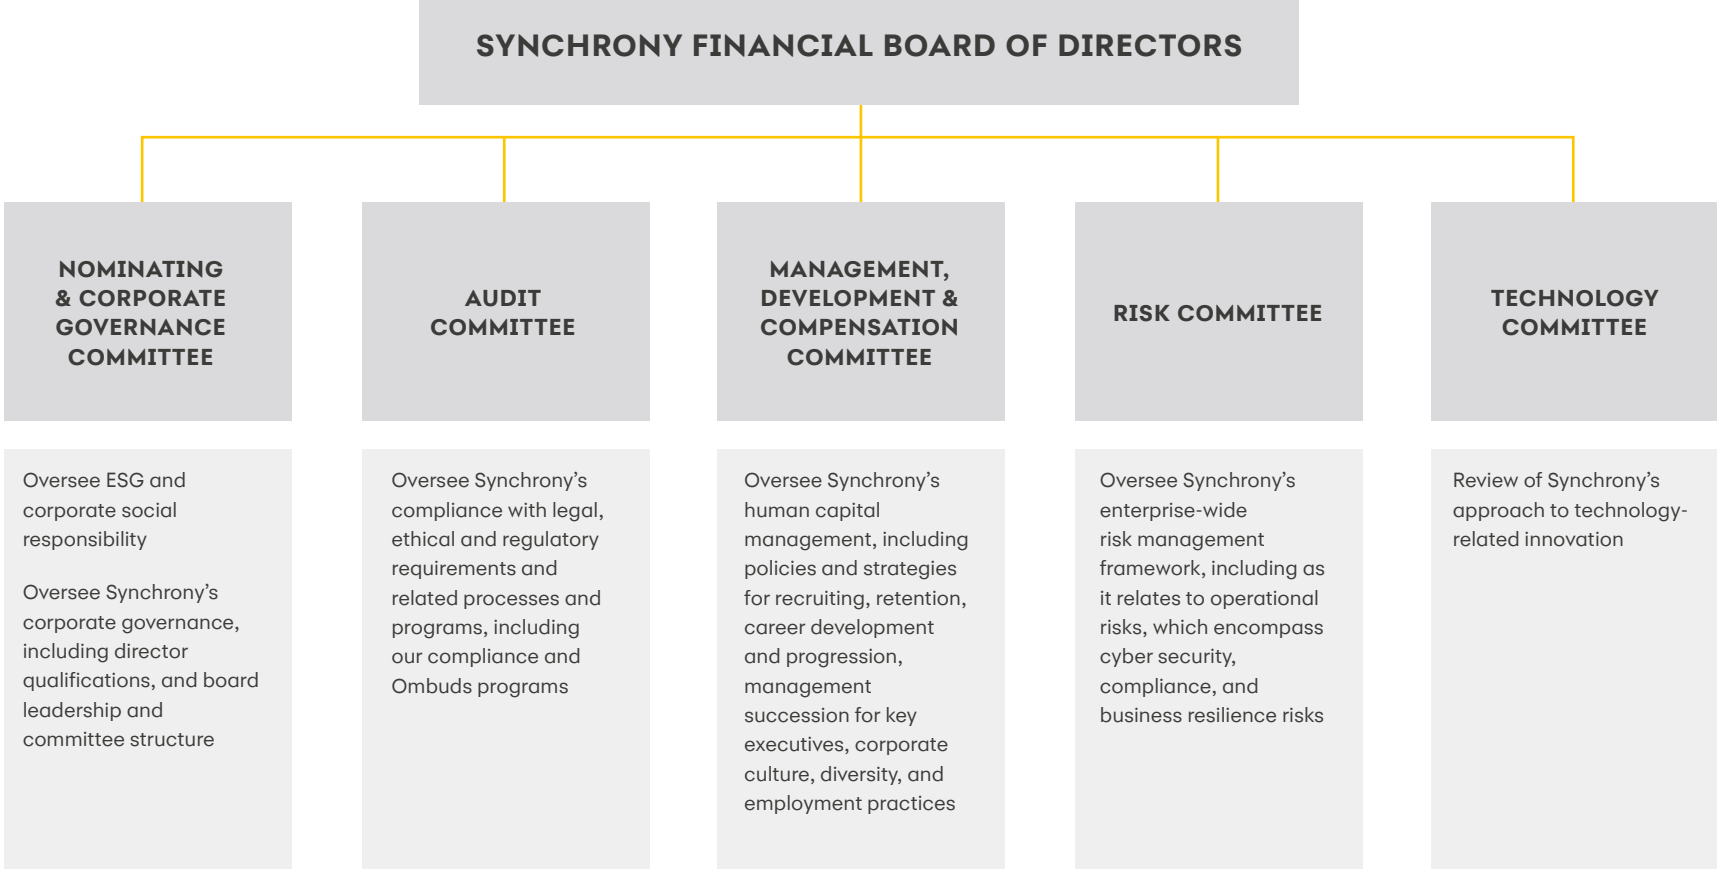 SYNCHRONY FINANCIAL BOARD OF DIRECTORS
NOMINATING
& CORPORATE
GOVERNANCE
COMMITTEE
AUDIT
COMMITTEE
MANAGEMENT,
DEVELOPMENT &
COMPENSATION
COMMITTEE
RISK COMMITTEE
TECHNOLOGY
COMMITTEE
Oversee ESG and
corporate social
responsibility
Oversee Synchrony’s
corporate governance,
including director
qualifications, and board
leadership and
committee structure
Oversee Synchrony’s
compliance with legal,
ethical and regulatory
requirements and
related processes and
programs, including
our compliance and
Ombuds programs
Oversee Synchrony’s
human capital
management, including
policies and strategies
for recruiting, retention,
career development
and progression,
management
succession for key
executives, corporate
culture, diversity, and
employment practices
Oversee Synchrony’s
enterprise-wide
risk management
framework, including as
it relates to operational
risks, which encompass
cyber security,
compliance, and
business resilience risks
Review of Synchrony’s
approach to technology-
related innovation